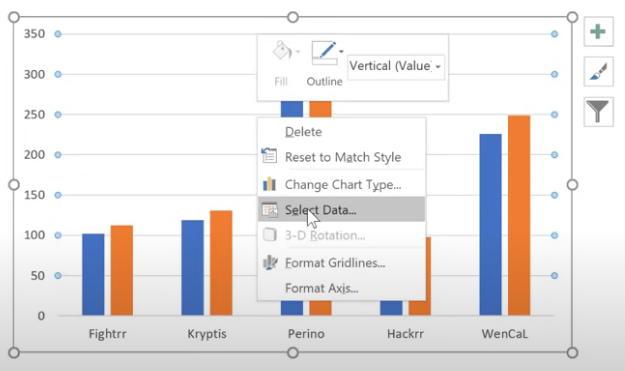 350
300
250
200
150
100
50
0
Fill
Outline
Vertical (Value
Delete
Reset to Match Style
Change Chart Type...
Select Data...
3-D Rotation...
Format Gridlines...
Format Axis...
Fightrr Kryptis Perino Hackrr WenCaL